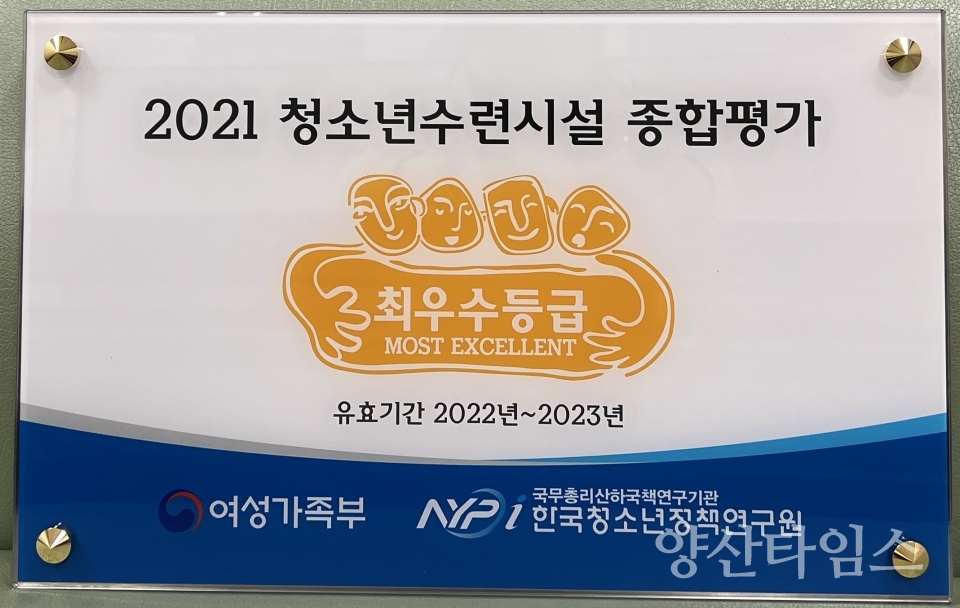 2021 청소년수련시설 종합평가
최우수등급
MOST EXCELLENT
유효기간 2022년~2023년
여성가족부
NYPi
국무총리산하국책연구기관
한국청소년정책연구원
양산타임스